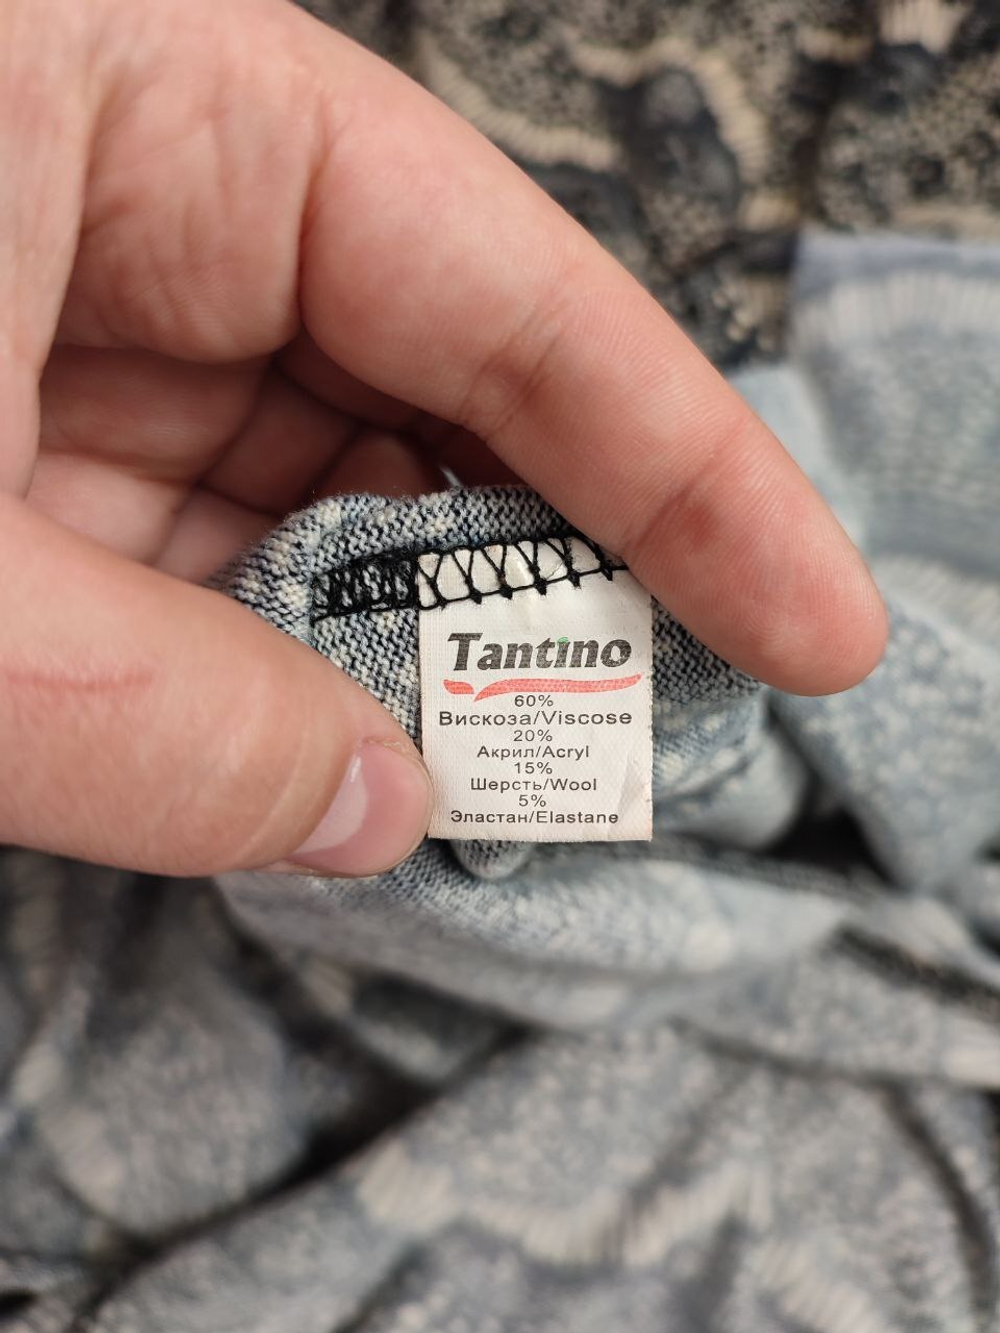 Tantino
60%
Вискоза/Viscose
20%
Акрил/Acryl
15%
Шерсть/Wool
5%
Эластан/Elastane